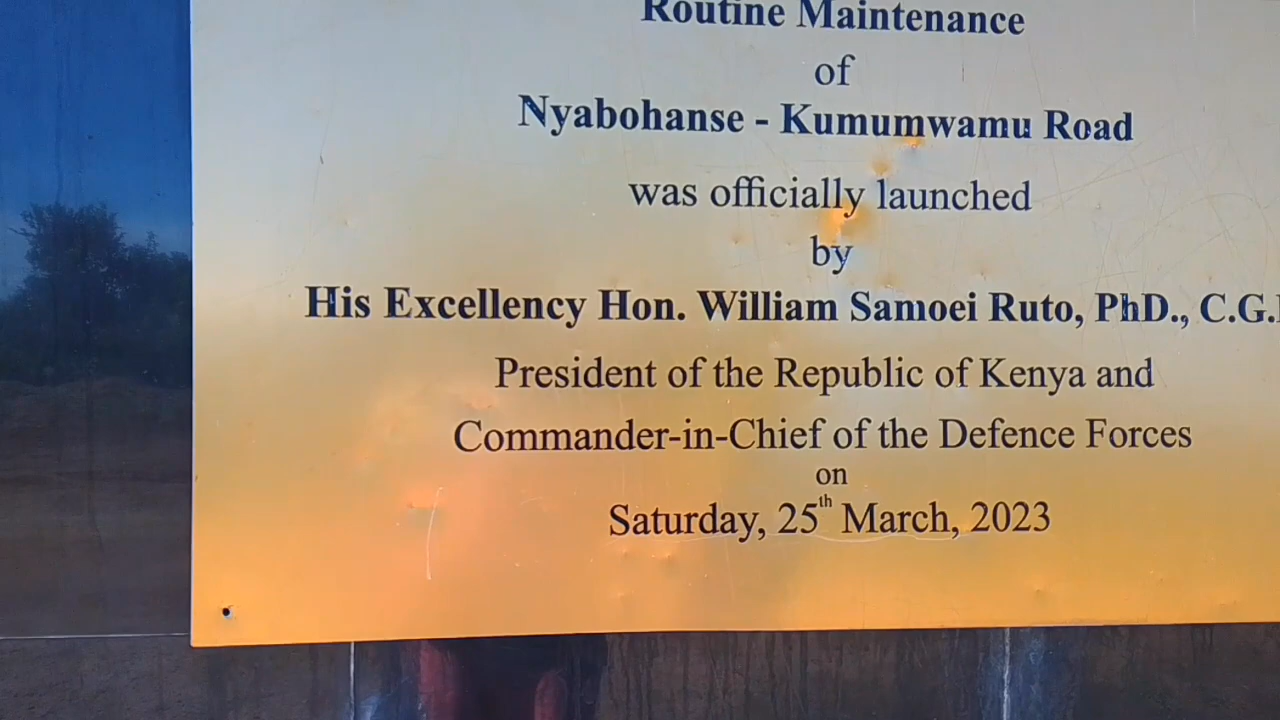 Routine Maintenance
of
Nyabohanse - Kumumwamu Road
was officially launched
by
His Excellency Hon. William Samoei Ruto, PhD., C.G.
President of the Republic of Kenya and
Commander-in-Chief of the Defence Forces
on
Saturday, 25th March, 2023